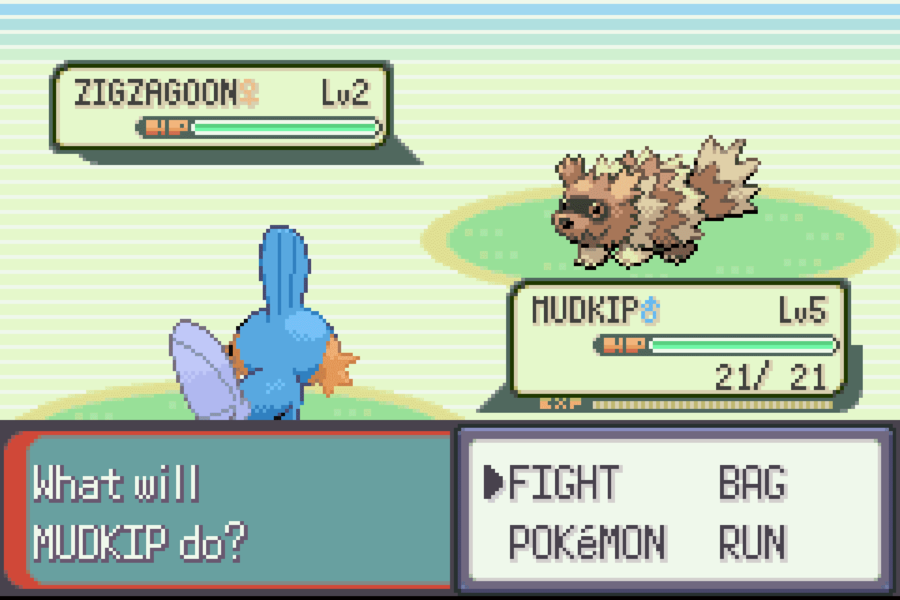 ZIGZAGOON♀ Lv2
HP
MUDKIP♂ Lv5
HP
21/ 21
EXP
What will
MUDKIP do?
▶FIGHT BAG
POKéMON RUN